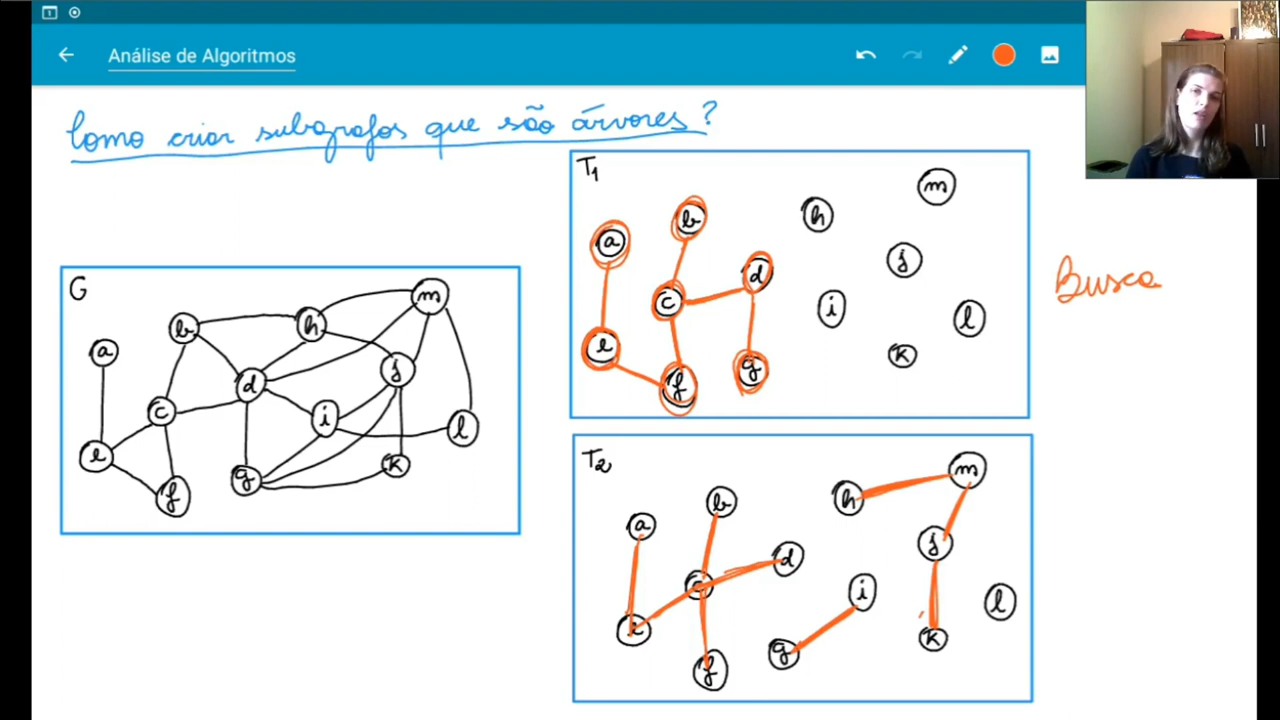 Análise de Algoritmos
Como criar subgrafos que são árvores?
G
a
b
c
d
e
f
g
h
i
j
k
l
m
T1
a
b
c
d
e
f
g
h
i
j
k
l
m
Busca
T2
a
b
c
d
e
f
g
h
i
j
k
l
m